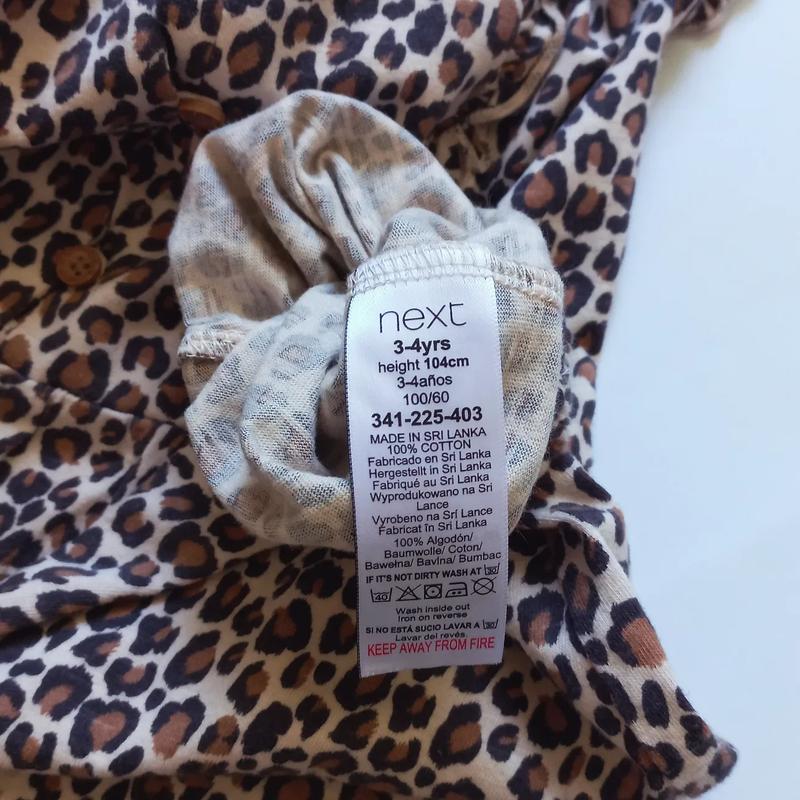 next
3-4yrs
height 104cm
3-4años
100/60
341-225-403
MADE IN SRI LANKA
100% COTTON
Fabricado en Sri Lanka
Hergestellt in Sri Lanka
Fabriqué au Sri Lanka
Wyprodukowano na Sri
Lance
Vyrobeno na Srí Lance
Fabricat în Sri Lanka
100% Algodón/
Baumwolle/ Coton/
Bawełna/ Bavlna/ Bumbac
IF IT'S NOT DIRTY WASH AT 30
40
Wash inside out
Iron on reverse
SI NO ESTÁ SUCIO LAVAR A 30
Lavar del revés.
KEEP AWAY FROM FIRE